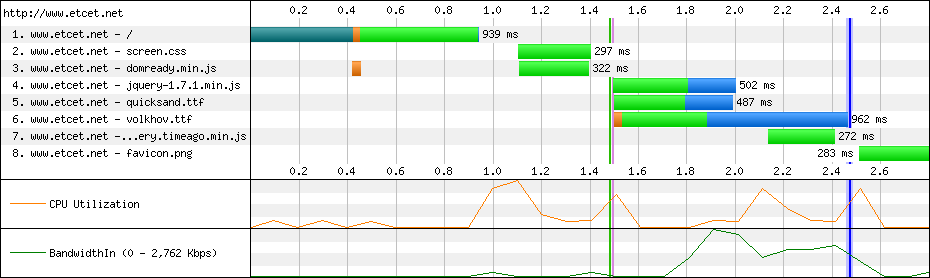 http://www.etcet.net
0.2 0.4 0.6 0.8 1.0 1.2 1.4 1.6 1.8 2.0 2.2 2.4 2.6
1. www.etcet.net - / 939 ms
2. www.etcet.net - screen.css 297 ms
3. www.etcet.net - domready.min.js 322 ms
4. www.etcet.net - jquery-1.7.1.min.js 502 ms
5. www.etcet.net - quicksand.ttf 487 ms
6. www.etcet.net - volkhov.ttf 962 ms
7. www.etcet.net -...ery.timeago.min.js 272 ms
8. www.etcet.net - favicon.png 283 ms
0.2 0.4 0.6 0.8 1.0 1.2 1.4 1.6 1.8 2.0 2.2 2.4 2.6
CPU Utilization
BandwidthIn (0 - 2,762 Kbps)